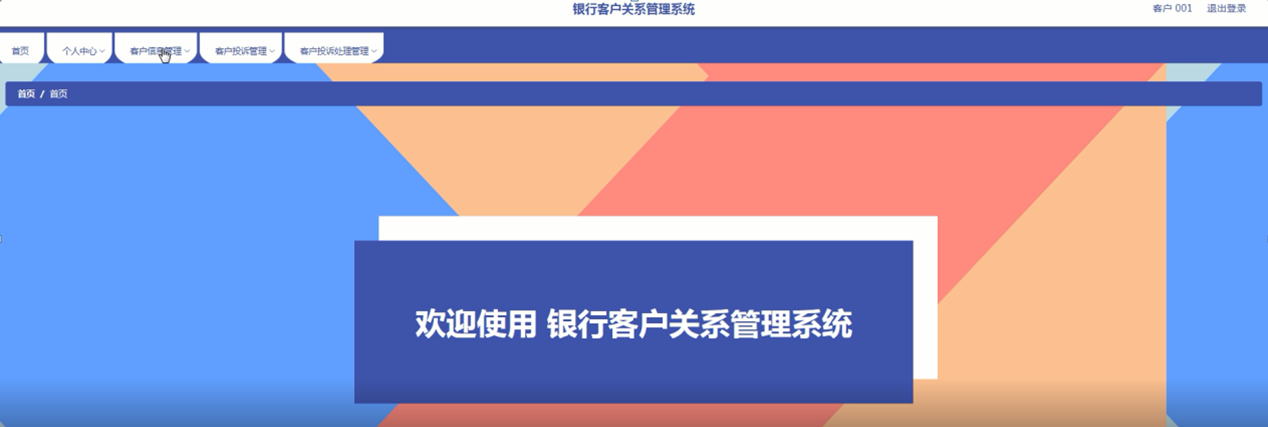 银行客户关系管理系统
客户 001 退出登录
首页 个人中心 客户信息管理 客户投诉管理 客户投诉处理管理
首页 / 首页
欢迎使用 银行客户关系管理系统